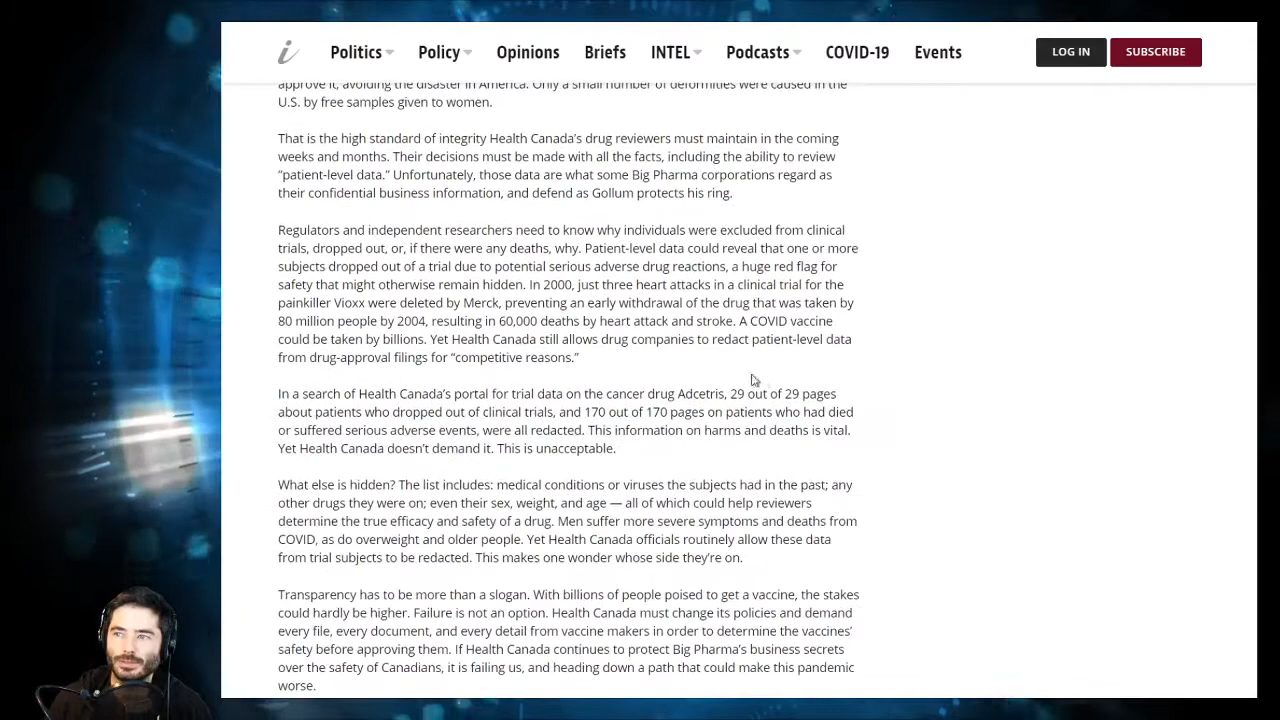 i Politics Policy Opinions Briefs INTEL Podcasts COVID-19 Events LOG IN SUBSCRIBE
approve it, avoiding the disaster in America. Only a small number of deformities were caused in the
U.S. by free samples given to women.
That is the high standard of integrity Health Canada’s drug reviewers must maintain in the coming
weeks and months. Their decisions must be made with all the facts, including the ability to review
“patient-level data.” Unfortunately, those data are what some Big Pharma corporations regard as
their confidential business information, and defend as Gollum protects his ring.
Regulators and independent researchers need to know why individuals were excluded from clinical
trials, dropped out, or, if there were any deaths, why. Patient-level data could reveal that one or more
subjects dropped out of a trial due to potential serious adverse drug reactions, a huge red flag for
safety that might otherwise remain hidden. In 2000, just three heart attacks in a clinical trial for the
painkiller Vioxx were deleted by Merck, preventing an early withdrawal of the drug that was taken by
80 million people by 2004, resulting in 60,000 deaths by heart attack and stroke. A COVID vaccine
could be taken by billions. Yet Health Canada still allows drug companies to redact patient-level data
from drug-approval filings for “competitive reasons.”
In a search of Health Canada’s portal for trial data on the cancer drug Adcetris, 29 out of 29 pages
about patients who dropped out of clinical trials, and 170 out of 170 pages on patients who had died
or suffered serious adverse events, were all redacted. This information on harms and deaths is vital.
Yet Health Canada doesn’t demand it. This is unacceptable.
What else is hidden? The list includes: medical conditions or viruses the subjects had in the past; any
other drugs they were on; even their sex, weight, and age — all of which could help reviewers
determine the true efficacy and safety of a drug. Men suffer more severe symptoms and deaths from
COVID, as do overweight and older people. Yet Health Canada officials routinely allow these data
from trial subjects to be redacted. This makes one wonder whose side they’re on.
Transparency has to be more than a slogan. With billions of people poised to get a vaccine, the stakes
could hardly be higher. Failure is not an option. Health Canada must change its policies and demand
every file, every document, and every detail from vaccine makers in order to determine the vaccines’
safety before approving them. If Health Canada continues to protect Big Pharma’s business secrets
over the safety of Canadians, it is failing us, and heading down a path that could make this pandemic
worse.